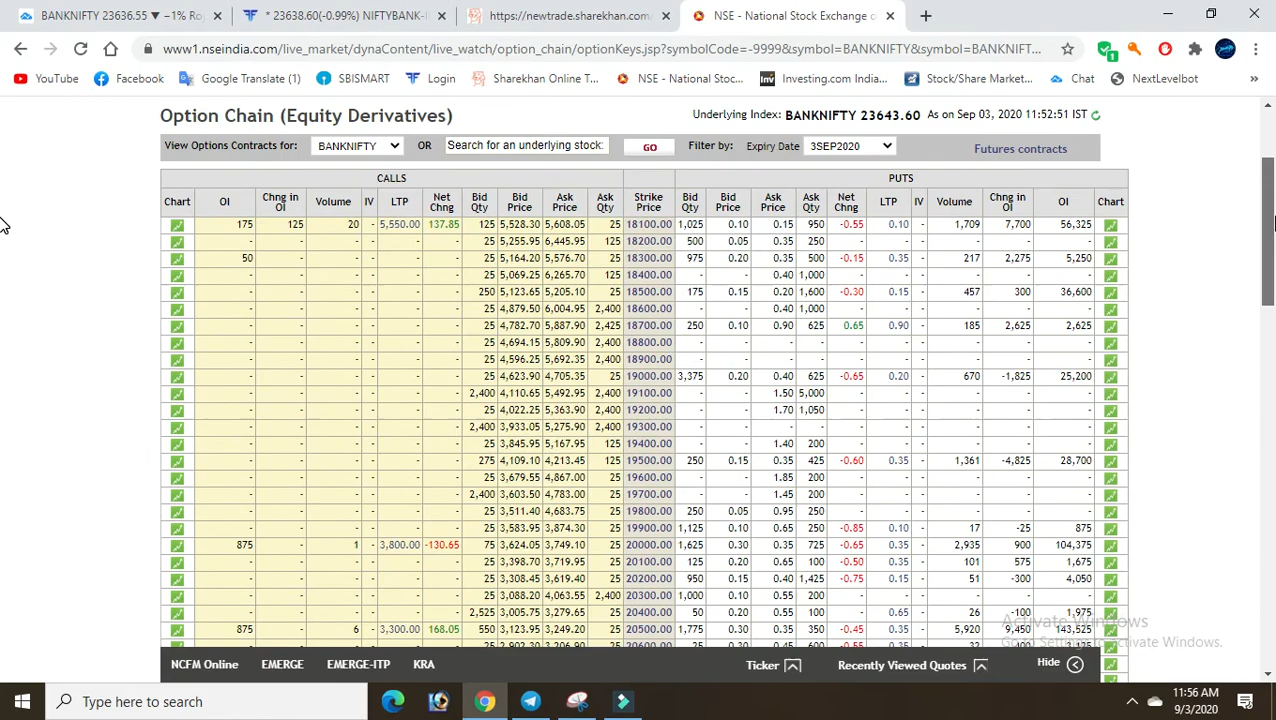 BANKNIFTY 23636.55 ▼ −1% Ro
* 23638.60(-0.99%) NIFTYBANK-I
https://newtrade.sharekhan.com/
NSE - National Stock Exchange o
www1.nseindia.com/live_market/dynaContent/live_watch/option_chain/optionKeys.jsp?symbolCode=-9999&symbol=BANKNIFTY&symbol=BANKNIFT...
YouTube Facebook Google Translate (1) SBISMART Login Sharekhan Online T... NSE - National Stoc... Investing.com Indi... Stock/Share Market... Chat NextLevelbot »
Option Chain (Equity Derivatives) Underlying Index: BANKNIFTY 23643.60 As on Sep 03, 2020 11:52:51 IST
View Options Contracts for: BANKNIFTY OR Search for an underlying stock: GO Filter by: Expiry Date 3SEP2020 Futures contracts
CALLS PUTS
Chart OI Chng in OI Volume IV LTP Net Chng Bid Qty Bid Price Ask Price Ask Qty Strike Price Bid Qty Bid Price Ask Price Ask Qty Net Chng LTP IV Volume Chng in OI OI Chart
175 125 20 - 5,550.00 137.85 125 5,528.30 5,608.05 25 18100.00 1,025 0.10 0.15 950 -0.55 0.10 - 1,709 7,700 56,325
- - - - - - 25 5,255.95 6,445.95 125 18200.00 500 0.05 0.35 250 - - - - - -
50 - - - - - 25 5,164.20 5,576.70 25 18300.00 975 0.20 0.35 500 -0.15 0.35 - 217 2,275 5,250
- - - - - - 25 5,069.25 6,265.70 125 18400.00 - - 0.40 1,000 - - - - - -
- - - - - - 250 5,123.65 5,205.10 25 18500.00 175 0.15 0.20 1,600 -0.30 0.15 - 457 300 36,600
- - - - - - 25 4,879.50 6,004.95 2,400 18600.00 - - 0.40 1,000 - - - - - -
- - - - - - 25 4,782.70 5,887.90 2,425 18700.00 250 0.10 0.90 625 0.65 0.90 - 185 2,625 2,625
- - - - - - 25 4,694.15 5,809.90 2,400 18800.00 - - - - - - - - - -
- - - - - - 25 4,596.25 5,692.35 2,400 18900.00 - - - - - - - - - -
- - - - - - 25 4,623.90 4,705.35 25 19000.00 3,375 0.20 0.40 625 -0.65 0.20 - 670 -1,825 25,200
- - - - - - 2,400 4,110.65 5,492.95 2,400 19100.00 - - 1.50 5,000 - - - - - -
- - - - - - 25 4,022.25 5,363.90 2,400 19200.00 - - 1.70 1,050 - - - - - -
- - - - - - 2,400 3,933.05 5,275.90 2,400 19300.00 - - - - - - - - - -
- - - - - - 25 3,845.95 5,167.95 125 19400.00 - - 1.40 200 - - - - - -
- - - - - - 275 4,109.10 4,213.45 125 19500.00 250 0.15 0.35 425 -0.60 0.35 - 1,361 -4,825 28,700
- - - - - - 25 3,679.55 4,867.00 25 19600.00 - - 1.85 200 - - - - - -
- - - - - - 2,400 3,603.50 4,783.00 25 19700.00 - - 1.45 200 - - - - - -
- - - - - - 25 3,511.40 4,683.75 25 19800.00 250 0.05 0.95 250 - - - - - -
- - - - - - 25 3,583.95 3,874.30 25 19900.00 1,125 0.10 0.65 250 -0.85 0.10 - 17 -25 875
875 - 1 - 3,800.00 -130.65 75 3,624.05 3,749.10 25 20000.00 1,625 0.30 0.35 725 -0.65 0.35 - 2,935 900 104,375
- - - - - - 25 3,398.70 3,719.95 25 20100.00 125 0.20 0.65 100 -0.50 0.35 - 101 575 1,675
- - - - - - 25 3,308.45 3,619.40 25 20200.00 950 0.15 0.40 1,425 -0.75 0.15 - 51 -300 4,050
- - - - - - 25 3,088.20 4,063.55 2,400 20300.00 1,000 0.10 0.55 100 - - - - - -
- - - - - - 2,525 3,005.75 3,279.65 25 20400.00 50 0.20 0.55 100 - 0.65 - 26 -100 1,975
875 - 6 - 3,300.00 168.05 550 3,123.95 3,249.20 25 20500.00 1,775 0.30 0.35 350 -0.45 0.35 - 5,920 9,450 143,525
Activate Windows
Go to Settings to activate Windows.
NCFM Online EMERGE EMERGE-ITP KRA Ticker Recently Viewed Quotes Hide
Type here to search
11:56 AM
9/3/2020